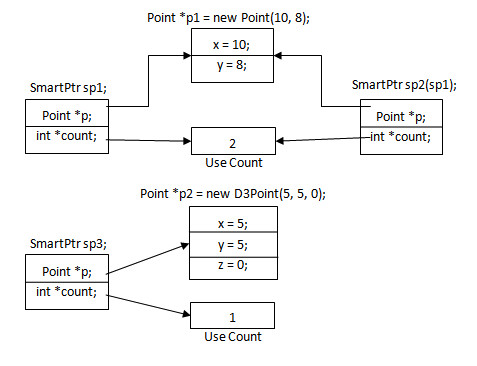 Point *p1 = new Point(10, 8);
x = 10;
y = 8;
SmartPtr sp1;
Point *p;
int *count;
SmartPtr sp2(sp1);
Point *p;
int *count;
2
Use Count
Point *p2 = new D3Point(5, 5, 0);
x = 5;
y = 5;
z = 0;
SmartPtr sp3;
Point *p;
int *count;
1
Use Count